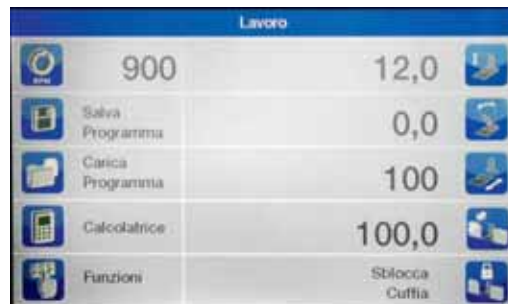 Lavoro
900
12,0
RPM
Salva
Programma
0,0
Carica
Programma
100
Calcolatrice
100,0
Funzioni
Sblocca
Cuffia